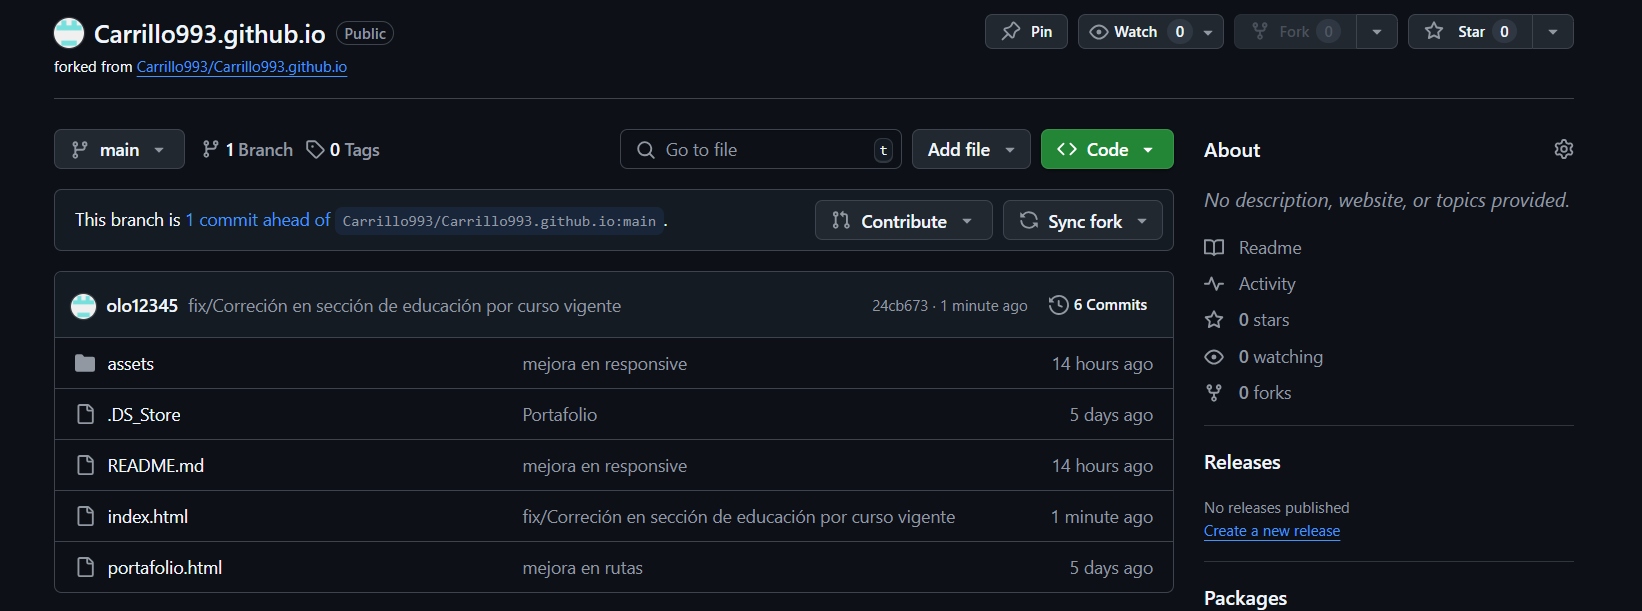 Carrillo993.github.io Public Pin Watch 0 Fork 0 Star 0
forked from Carrillo993/Carrillo993.github.io
main 1 Branch 0 Tags Go to file t Add file Code
This branch is 1 commit ahead of Carrillo993/Carrillo993.github.io:main . Contribute Sync fork
olo12345 fix/Correción en sección de educación por curso vigente 24cb673 · 1 minute ago 6 Commits
assets mejora en responsive 14 hours ago
.DS_Store Portafolio 5 days ago
README.md mejora en responsive 14 hours ago
index.html fix/Correción en sección de educación por curso vigente 1 minute ago
portafolio.html mejora en rutas 5 days ago
About
No description, website, or topics provided.
Readme
Activity
0 stars
0 watching
0 forks
Releases
No releases published
Create a new release
Packages